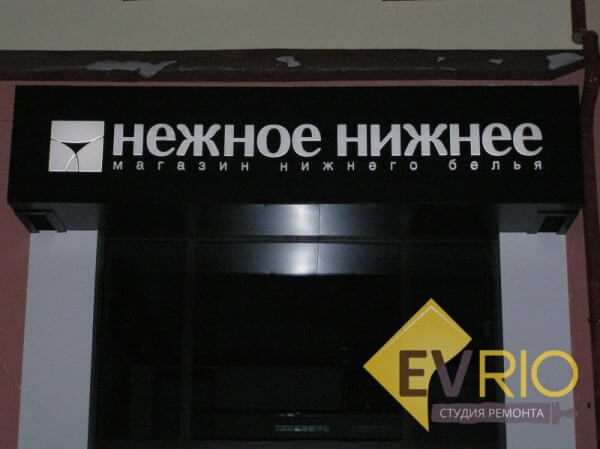 нежное нижнее
магазин нижнего белья
EVRIO
СТУДИЯ РЕМОНТА